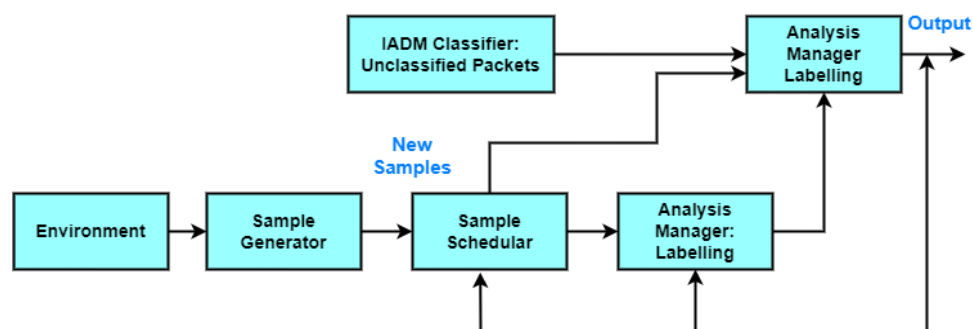 IADM Classifier:
Unclassified Packets
Analysis
Manager
Labelling
Output
New
Samples
Environment
Sample
Generator
Sample
Schedular
Analysis
Manager:
Labelling